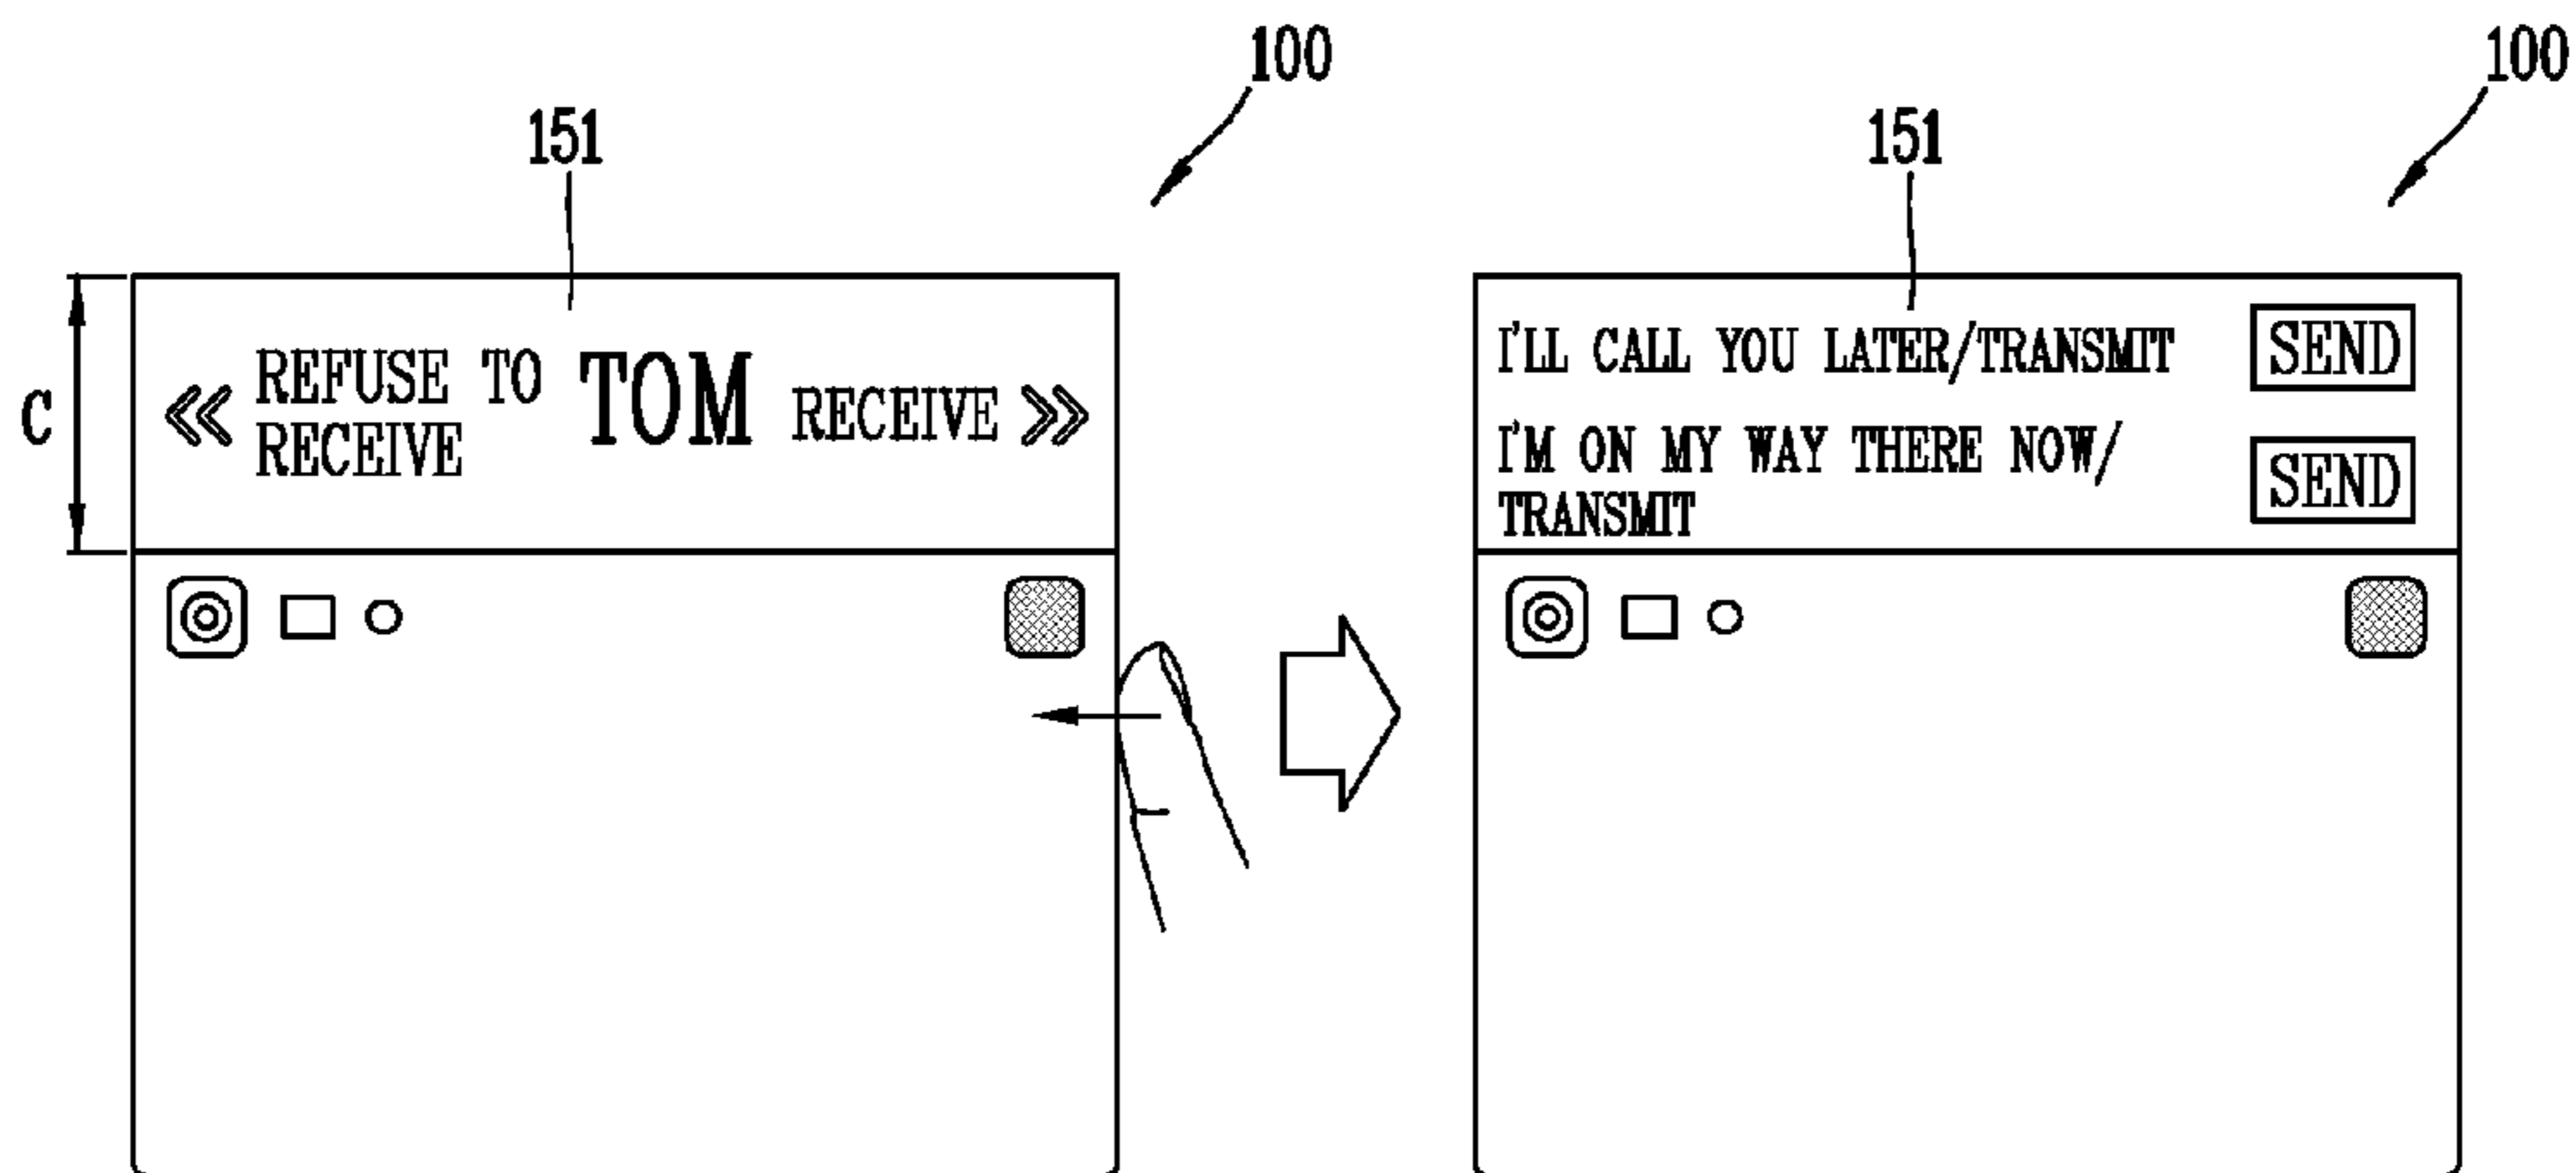 100
100
151
151
C
« REFUSE TO
RECEIVE
TOM
RECEIVE »
I'LL CALL YOU LATER/TRANSMIT
SEND
I'M ON MY WAY THERE NOW/
TRANSMIT
SEND